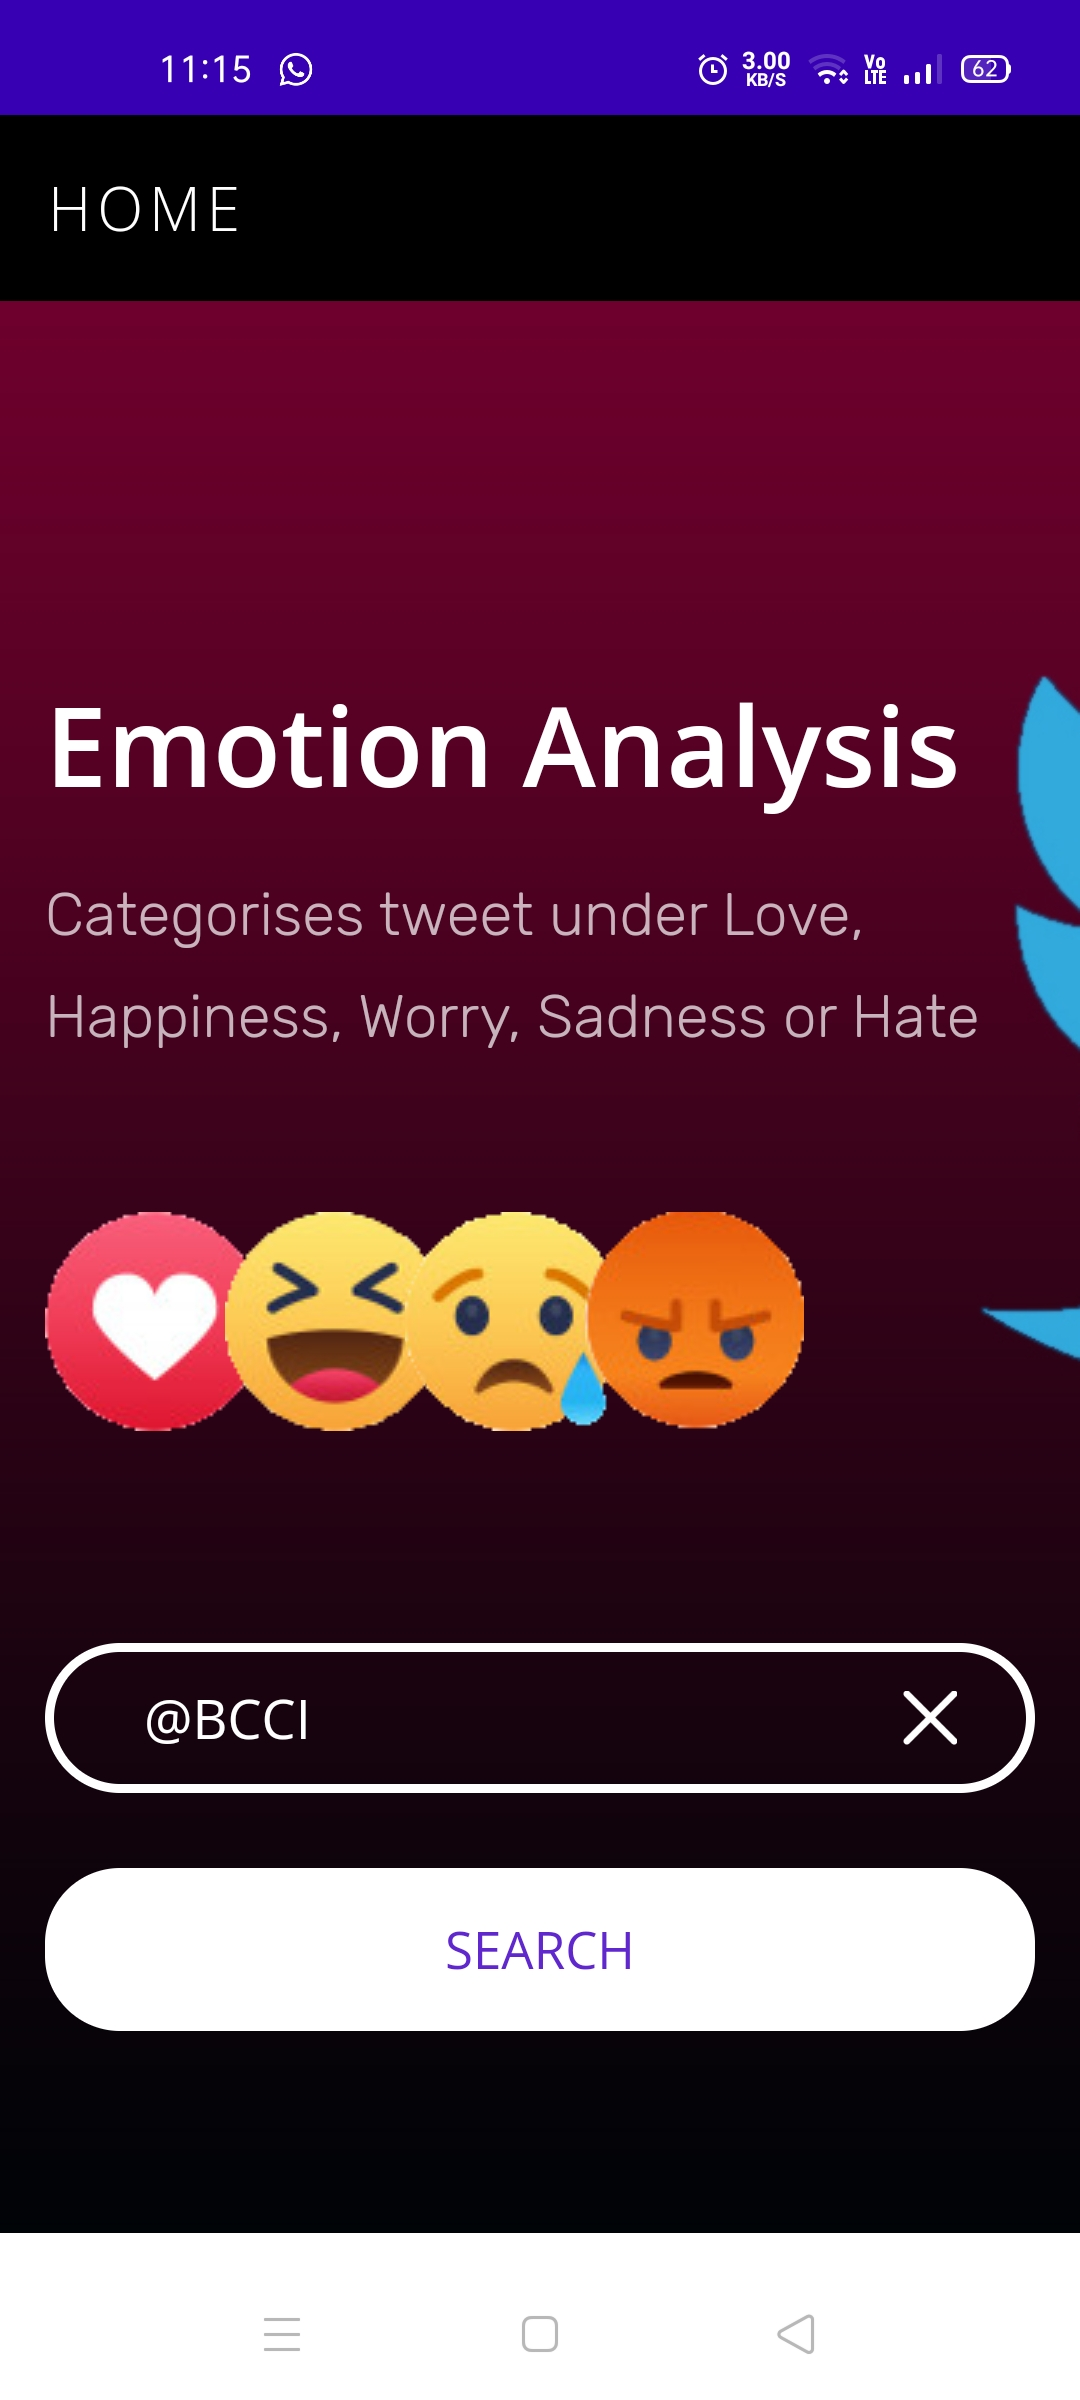 11:15
3.00
KB/S
Vo
LTE
62
HOME
Emotion Analysis
Categorises tweet under Love,
Happiness, Worry, Sadness or Hate
@BCCI
SEARCH